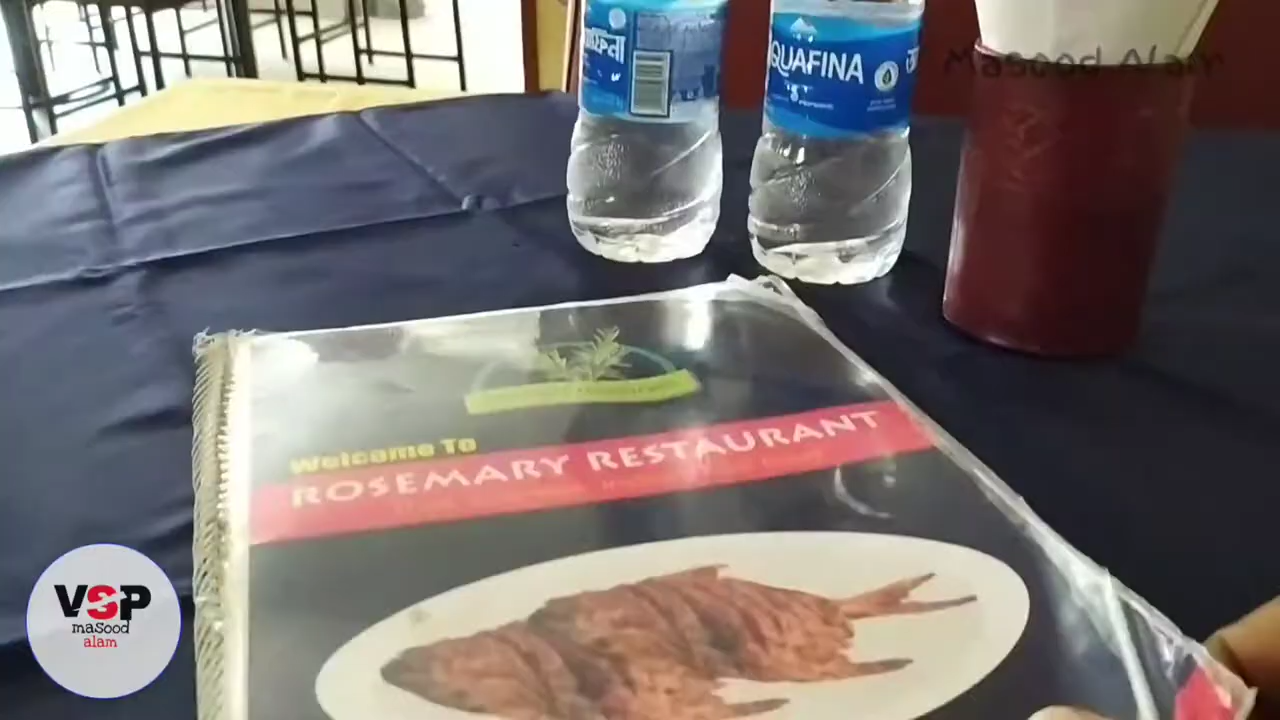 AQUAFINA
Masood Alam
Welcome To
ROSEMARY RESTAURANT
VSP
masood
alam